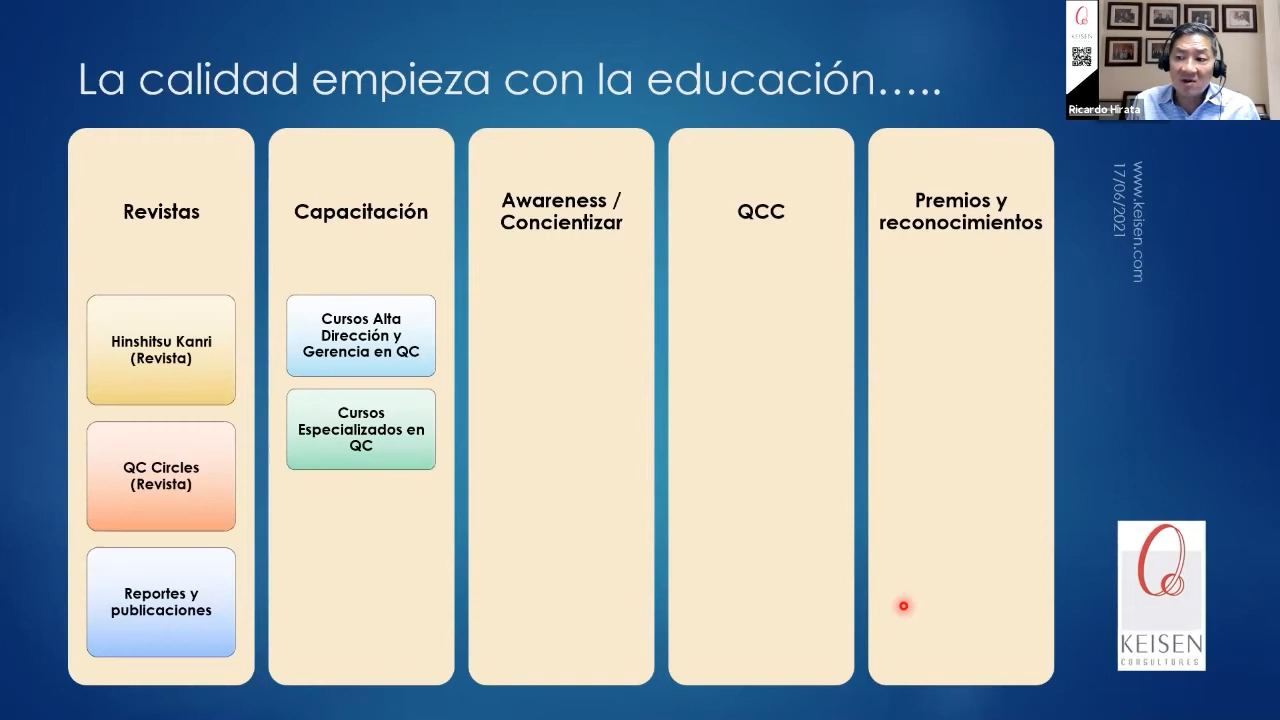 La calidad empieza con la educación…..
KEISEN
Ricardo Hirata
Revistas
Hinshitsu Kanri
(Revista)
QC Circles
(Revista)
Reportes y
publicaciones
Capacitación
Cursos Alta
Dirección y
Gerencia en QC
Cursos
Especializados en
QC
Awareness /
Concientizar
QCC
Premios y
reconocimientos
www.keisen.com
17/06/2021
KEISEN
CONSULTORES